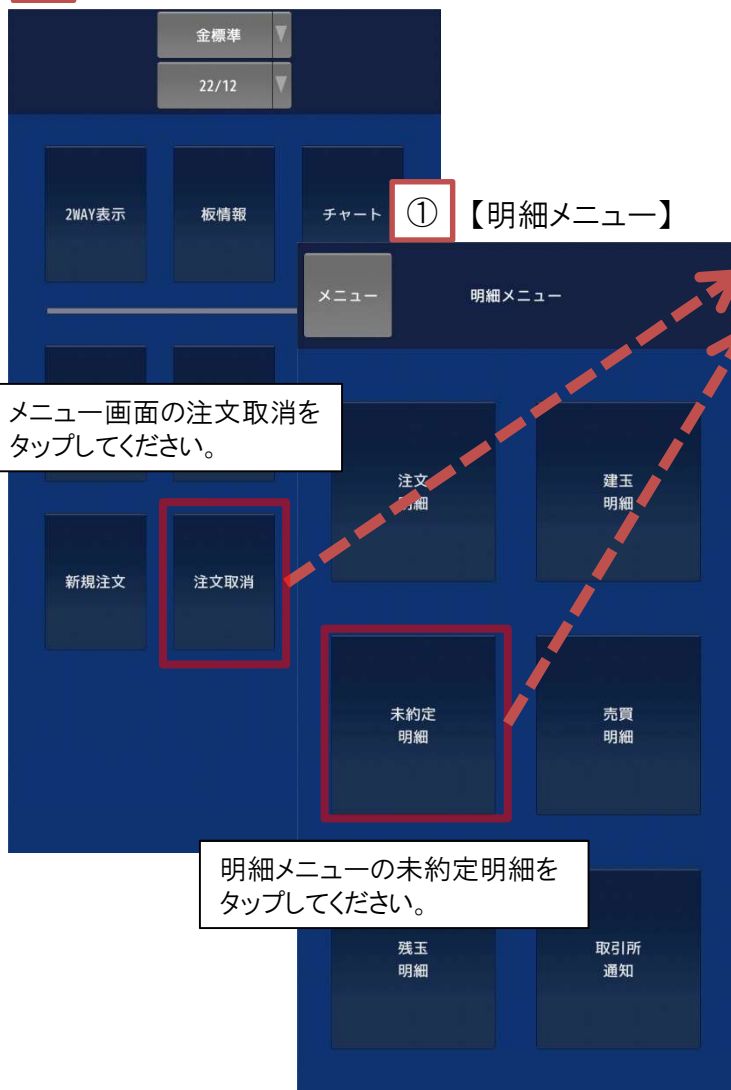 金標準
22/12
2WAY表示
板情報
チャート
① 【明細メニュー】
メニュー
明細メニュー
メニュー画面の注文取消を
タップしてください。
注文
明細
建玉
明細
新規注文
注文取消
未約定
明細
売買
明細
明細メニューの未約定明細を
タップしてください。
残玉
明細
取引所
通知